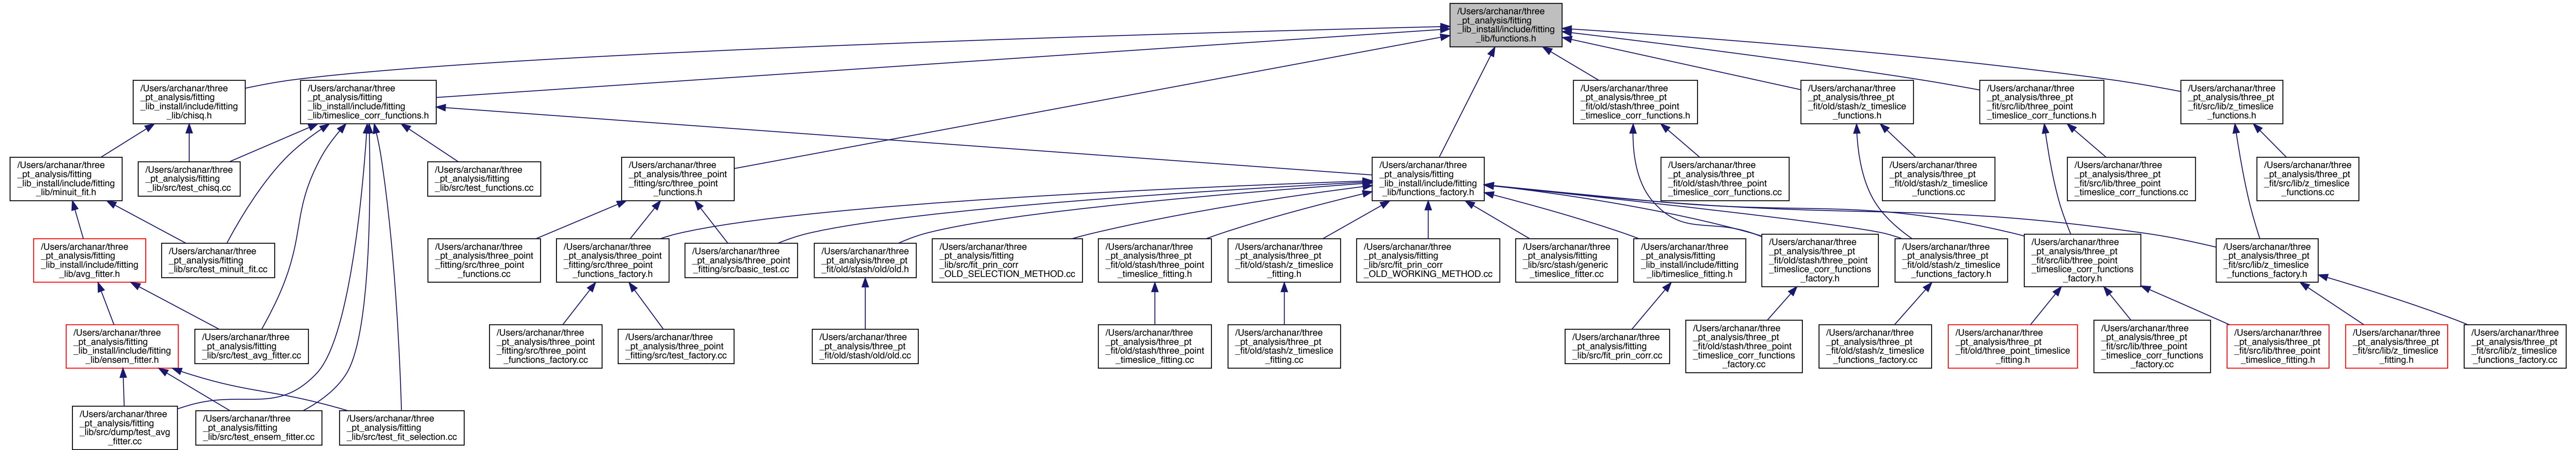 /Users/archanar/three
_pt_analysis/fitting
_lib_install/include/fitting
_lib/functions.h
/Users/archanar/three
_pt_analysis/fitting
_lib_install/include/fitting
_lib/chisq.h
/Users/archanar/three
_pt_analysis/fitting
_lib_install/include/fitting
_lib/timeslice_corr_functions.h
/Users/archanar/three
_pt_analysis/three_pt
_fit/old/stash/three_point
_timeslice_corr_functions.h
/Users/archanar/three
_pt_analysis/three_pt
_fit/old/stash/z_timeslice
_functions.h
/Users/archanar/three
_pt_analysis/three_pt
_fit/src/lib/three_point
_timeslice_corr_functions.h
/Users/archanar/three
_pt_analysis/three_pt
_fit/src/lib/z_timeslice
_functions.h
/Users/archanar/three
_pt_analysis/fitting
_lib_install/include/fitting
_lib/minuit_fit.h
/Users/archanar/three
_pt_analysis/fitting
_lib/src/test_chisq.cc
/Users/archanar/three
_pt_analysis/fitting
_lib/src/test_functions.cc
/Users/archanar/three
_pt_analysis/three_point
_fitting/src/three_point
_functions.h
/Users/archanar/three
_pt_analysis/fitting
_lib_install/include/fitting
_lib/functions_factory.h
/Users/archanar/three
_pt_analysis/three_pt
_fit/old/stash/three_point
_timeslice_corr_functions.cc
/Users/archanar/three
_pt_analysis/three_pt
_fit/old/stash/z_timeslice
_functions.cc
/Users/archanar/three
_pt_analysis/three_pt
_fit/src/lib/three_point
_timeslice_corr_functions.cc
/Users/archanar/three
_pt_analysis/three_pt
_fit/src/lib/z_timeslice
_functions.cc
/Users/archanar/three
_pt_analysis/fitting
_lib_install/include/fitting
_lib/avg_fitter.h
/Users/archanar/three
_pt_analysis/fitting
_lib/src/test_minuit_fit.cc
/Users/archanar/three
_pt_analysis/three_point
_fitting/src/three_point
_functions.cc
/Users/archanar/three
_pt_analysis/three_point
_fitting/src/three_point
_functions_factory.h
/Users/archanar/three
_pt_analysis/three_point
_fitting/src/basic_test.cc
/Users/archanar/three
_pt_analysis/three_pt
_fit/old/stash/old/old.h
/Users/archanar/three
_pt_analysis/fitting
_lib/src/fit_prin_corr
_OLD_SELECTION_METHOD.cc
/Users/archanar/three
_pt_analysis/three_pt
_fit/old/stash/three_point
_timeslice_fitting.h
/Users/archanar/three
_pt_analysis/three_pt
_fit/old/stash/z_timeslice
_fitting.h
/Users/archanar/three
_pt_analysis/fitting
_lib/src/fit_prin_corr
_OLD_WORKING_METHOD.cc
/Users/archanar/three
_pt_analysis/fitting
_lib/src/stash/generic
_timeslice_fitter.cc
/Users/archanar/three
_pt_analysis/fitting
_lib_install/include/fitting
_lib/timeslice_fitting.h
/Users/archanar/three
_pt_analysis/three_pt
_fit/old/stash/three_point
_timeslice_corr_functions
_factory.h
/Users/archanar/three
_pt_analysis/three_pt
_fit/old/stash/z_timeslice
_functions_factory.h
/Users/archanar/three
_pt_analysis/three_pt
_fit/src/lib/three_point
_timeslice_corr_functions
_factory.h
/Users/archanar/three
_pt_analysis/three_pt
_fit/src/lib/z_timeslice
_functions_factory.h
/Users/archanar/three
_pt_analysis/fitting
_lib_install/include/fitting
_lib/ensem_fitter.h
/Users/archanar/three
_pt_analysis/fitting
_lib/src/test_avg_fitter.cc
/Users/archanar/three
_pt_analysis/three_point
_fitting/src/three_point
_functions_factory.cc
/Users/archanar/three
_pt_analysis/three_point
_fitting/src/test_factory.cc
/Users/archanar/three
_pt_analysis/three_pt
_fit/old/stash/old/old.cc
/Users/archanar/three
_pt_analysis/three_pt
_fit/old/stash/three_point
_timeslice_fitting.cc
/Users/archanar/three
_pt_analysis/three_pt
_fit/old/stash/z_timeslice
_fitting.cc
/Users/archanar/three
_pt_analysis/fitting
_lib/src/fit_prin_corr.cc
/Users/archanar/three
_pt_analysis/three_pt
_fit/old/stash/three_point
_timeslice_corr_functions
_factory.cc
/Users/archanar/three
_pt_analysis/three_pt
_fit/old/stash/z_timeslice
_functions_factory.cc
/Users/archanar/three
_pt_analysis/three_pt
_fit/old/three_point_timeslice
_fitting.h
/Users/archanar/three
_pt_analysis/three_pt
_fit/src/lib/three_point
_timeslice_corr_functions
_factory.cc
/Users/archanar/three
_pt_analysis/three_pt
_fit/src/lib/three_point
_timeslice_fitting.h
/Users/archanar/three
_pt_analysis/three_pt
_fit/src/lib/z_timeslice
_fitting.h
/Users/archanar/three
_pt_analysis/three_pt
_fit/src/lib/z_timeslice
_functions_factory.cc
/Users/archanar/three
_pt_analysis/fitting
_lib/src/dump/test_avg
_fitter.cc
/Users/archanar/three
_pt_analysis/fitting
_lib/src/test_ensem_fitter.cc
/Users/archanar/three
_pt_analysis/fitting
_lib/src/test_fit_selection.cc